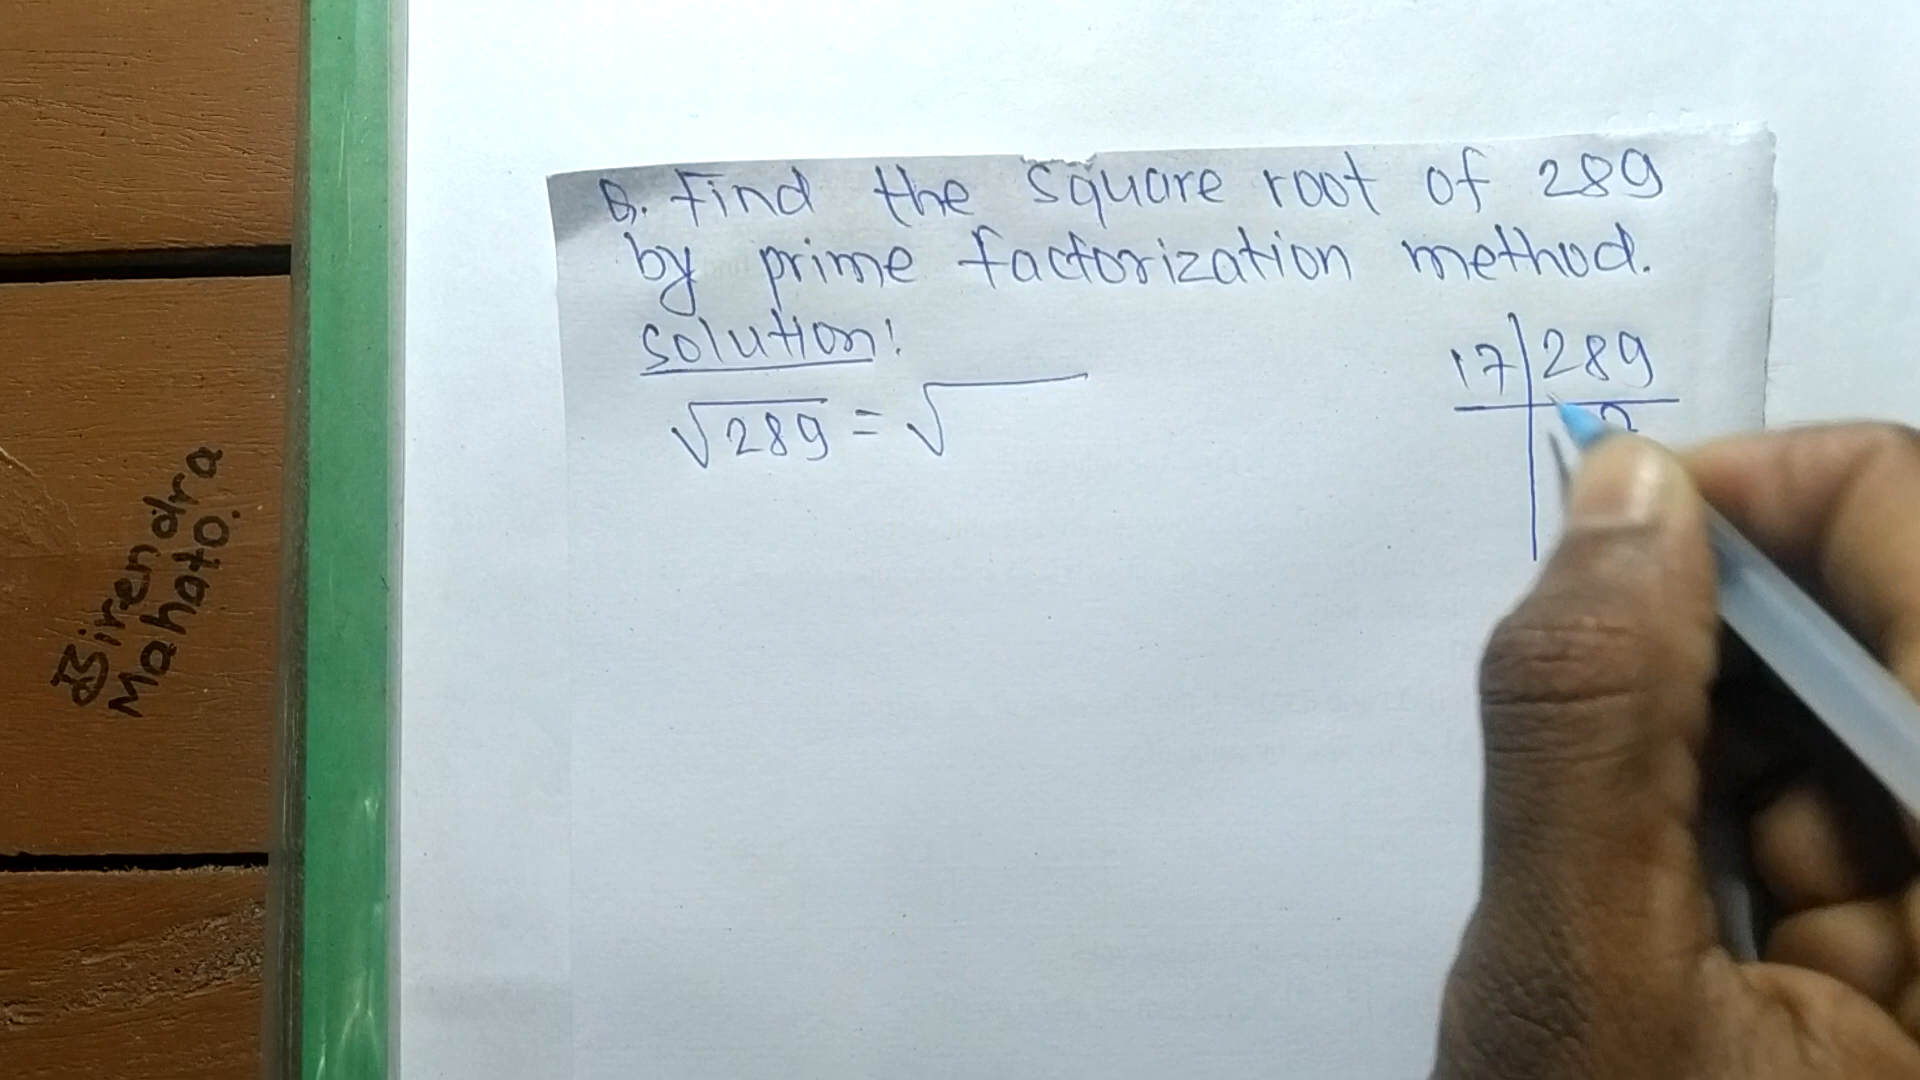 Q. Find the square root of 289
by prime factorization method.
Solution:
√289 = √
17 | 289
Birendra
Mahato.